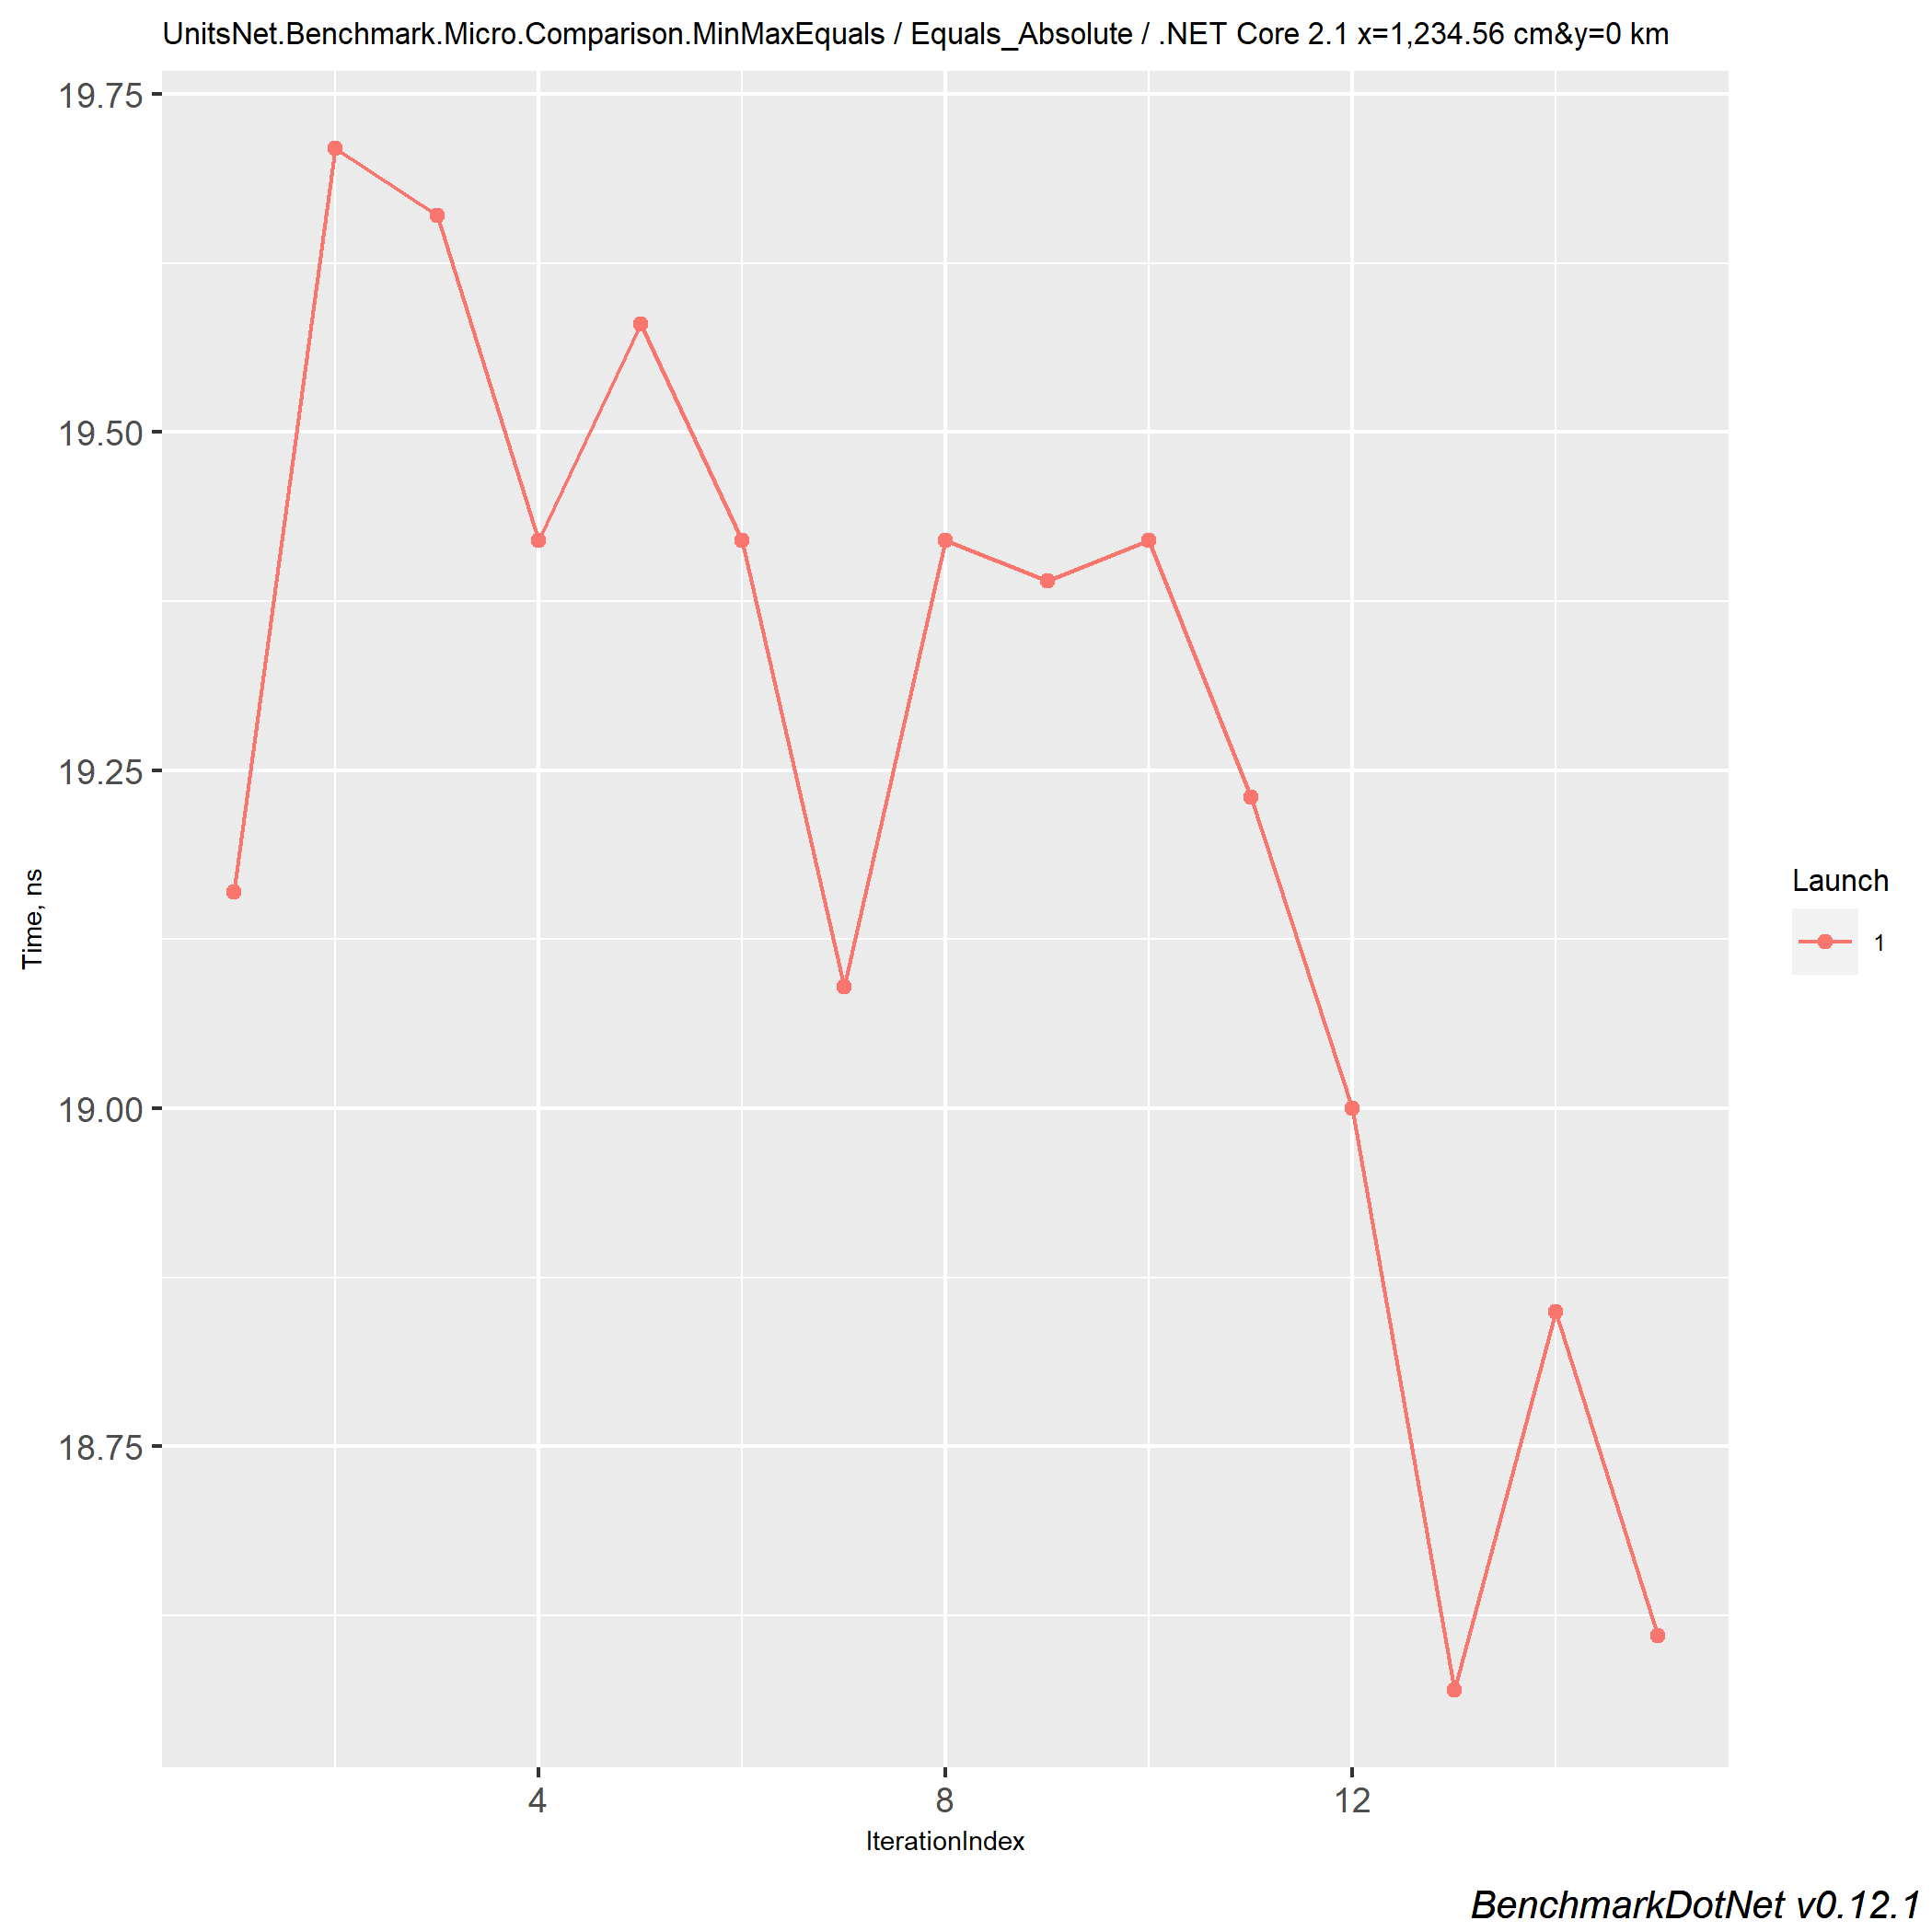 UnitsNet.Benchmark.Micro.Comparison.MinMaxEquals / Equals_Absolute / .NET Core 2.1 x=1,234.56 cm&y=0 km
19.75
19.50
19.25
19.00
18.75
Time, ns
4 8 12
IterationIndex
Launch
1
BenchmarkDotNet v0.12.1